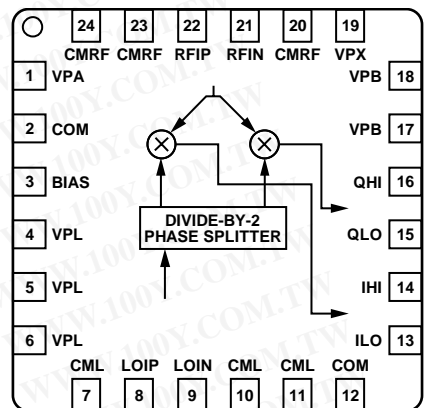 24 23 22 21 20 19
CMRF CMRF RFIP RFIN CMRF VPX
1 VPA
2 COM
3 BIAS
4 VPL
5 VPL
6 VPL
VPB 18
VPB 17
QHI 16
QLO 15
IHI 14
ILO 13
DIVIDE-BY-2
PHASE SPLITTER
CML LOIP LOIN CML CML COM
7 8 9 10 11 12
WWW.100Y.COM.TW